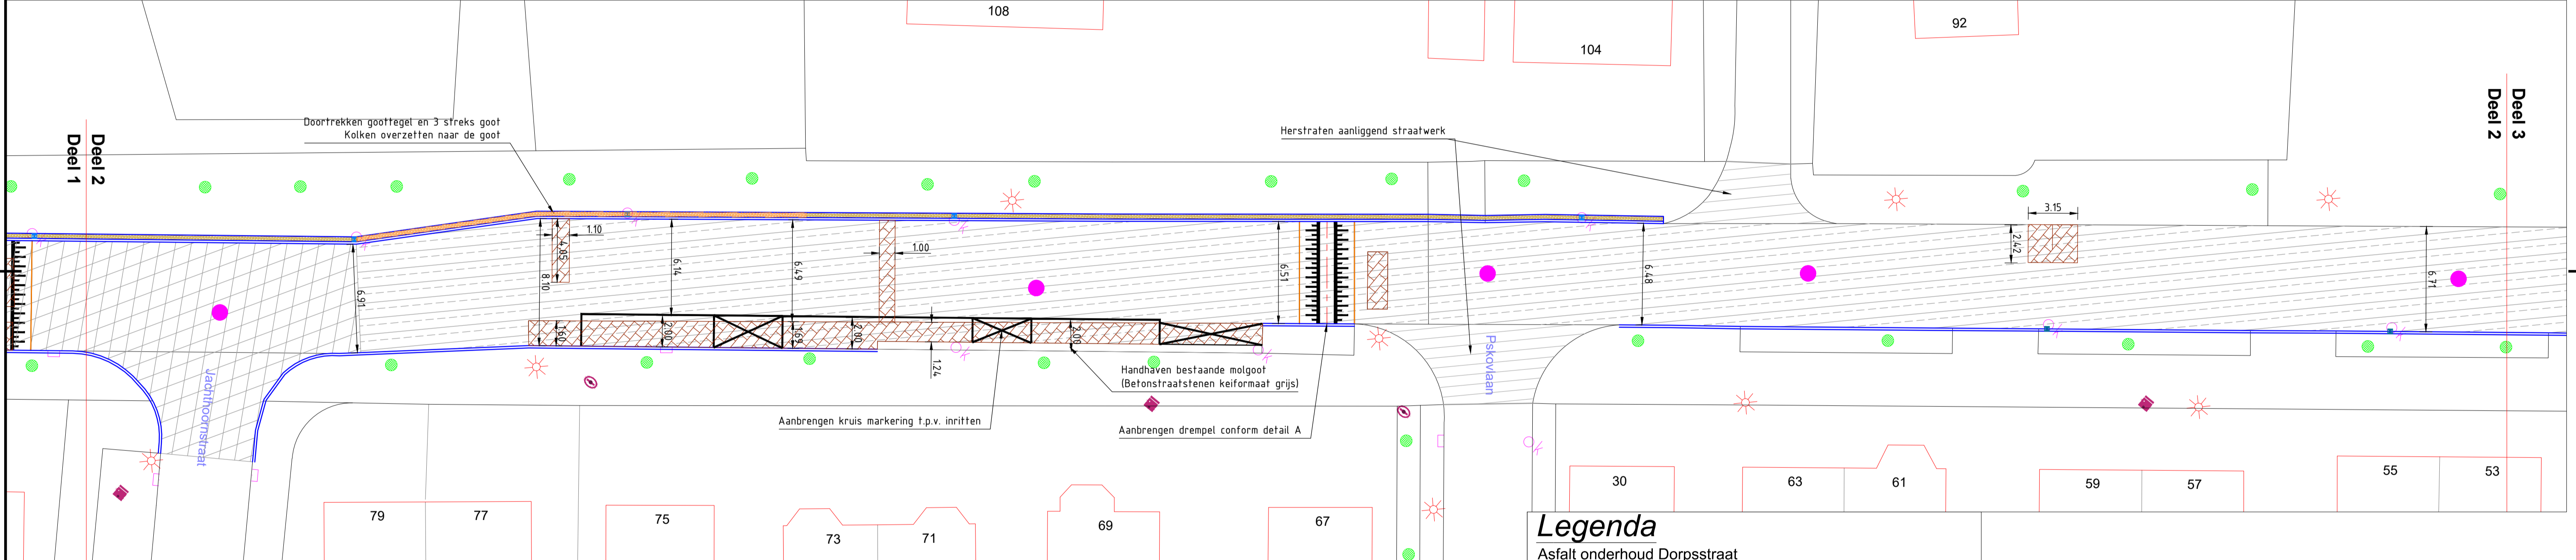 108
104
92
Deel 1
Deel 2
Doortrekken goottegel en 3 streks goot
Kolken overzetten naar de goot
Herstraten aanliggend straatwerk
Deel 2
Deel 3
3.15
2.42
1.10
4.05
8.10
6.14
6.49
1.00
6.51
6.48
6.71
6.91
1.60
2.00
1.59
2.00
2.00
1.24
Handhaven bestaande molgoot
(Betonstraatstenen keiformaat grijs)
Aanbrengen kruis markering t.p.v. inritten
Aanbrengen drempel conform detail A
Jachthoornstraat
Pskovlaan
79
77
75
73
71
69
67
30
63
61
59
57
55
53
Legenda
Asfalt onderhoud Dorpsstraat